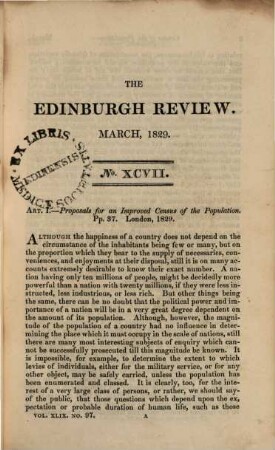 THE
EDINBURGH REVIEW.
MARCH, 1829.
No. XCVII.
EX LIBRIS
EDINENSIS
ART. I.—Proposals for an Improved Census of the Population.
Pp. 37. London, 1829.
ALTHOUGH the happiness of a country does not depend on the
circumstance of the inhabitants being few or many, but on
the proportion which they bear to the supply of necessaries, con-
veniences, and enjoyments at their disposal, still it is on many ac-
counts extremely desirable to know their exact number. A na-
tion having only ten millions of people, might be decidedly more
powerful than a nation with twenty millions, if they were less in-
structed, less industrious, or less rich. But other things being
the same, there can be no doubt that the political power and im-
portance of a nation will be in a very great degree dependent on
the amount of its population. Although, however, the mag-
nitude of the population of a country had no influence in deter-
mining the place which it must occupy in the scale of nations, still
there are many most interesting subjects of enquiry which can-
not be successfully prosecuted till this magnitude be known. It
is impossible, for example, to determine the extent to which
levies of individuals, either for the military service, or for any
other object, may be safely carried, unless the population has
been enumerated and classed. It is clearly, too, for the interest
of a very large class of persons, or rather, we should say,
of the public, that those questions which depend upon the ex-
pectation or probable duration of human life, such as those
VOL. XLIX. NO. 97. A